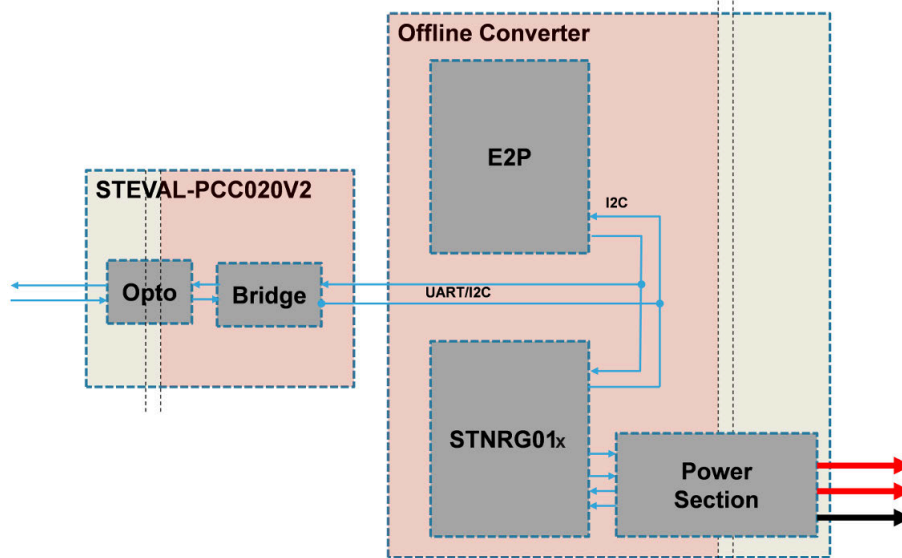 Offline Converter
E2P
STEVAL-PCC020V2
I2C
Opto
Bridge
UART/I2C
STNRG01x
Power
Section